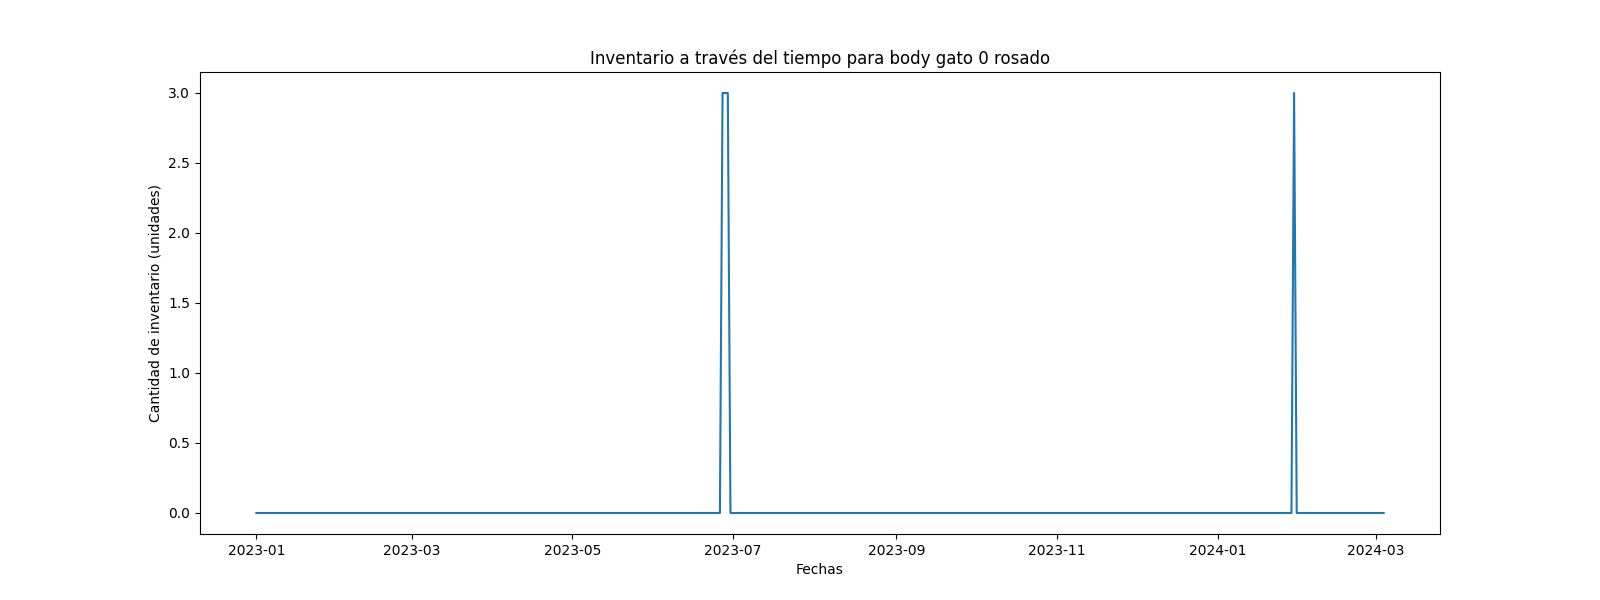 Inventario a través del tiempo para body gato 0 rosado
Cantidad de inventario (unidades)
3.0
2.5
2.0
1.5
1.0
0.5
0.0
2023-01 2023-03 2023-05 2023-07 2023-09 2023-11 2024-01 2024-03
Fechas